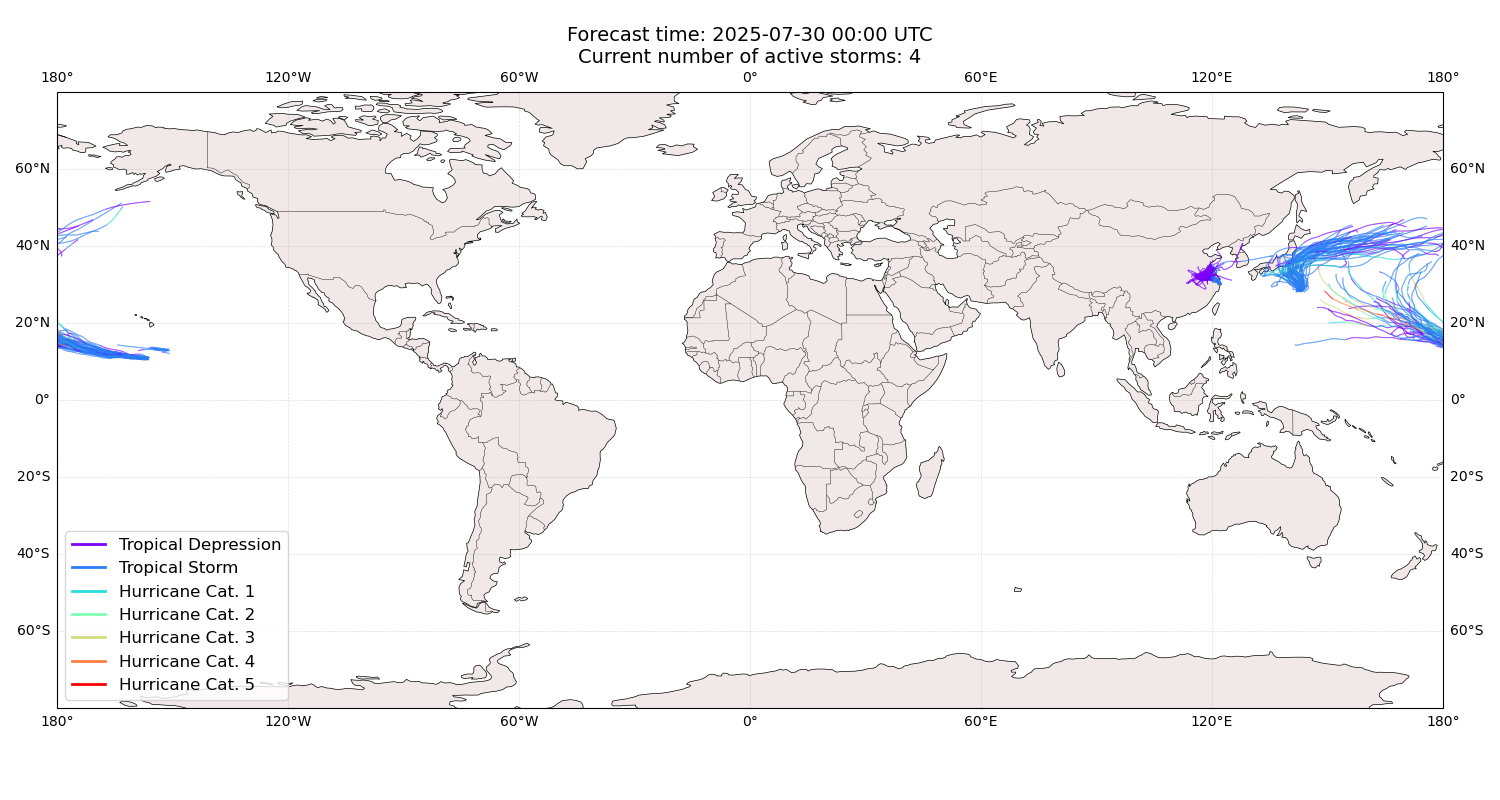 Forecast time: 2025-07-30 00:00 UTC
Current number of active storms: 4
180° 120°W 60°W 0° 60°E 120°E 180°
60°N 60°N
40°N 40°N
20°N 20°N
0° 0°
20°S 20°S
40°S 40°S
60°S 60°S
Tropical Depression
Tropical Storm
Hurricane Cat. 1
Hurricane Cat. 2
Hurricane Cat. 3
Hurricane Cat. 4
Hurricane Cat. 5
180° 120°W 60°W 0° 60°E 120°E 180°